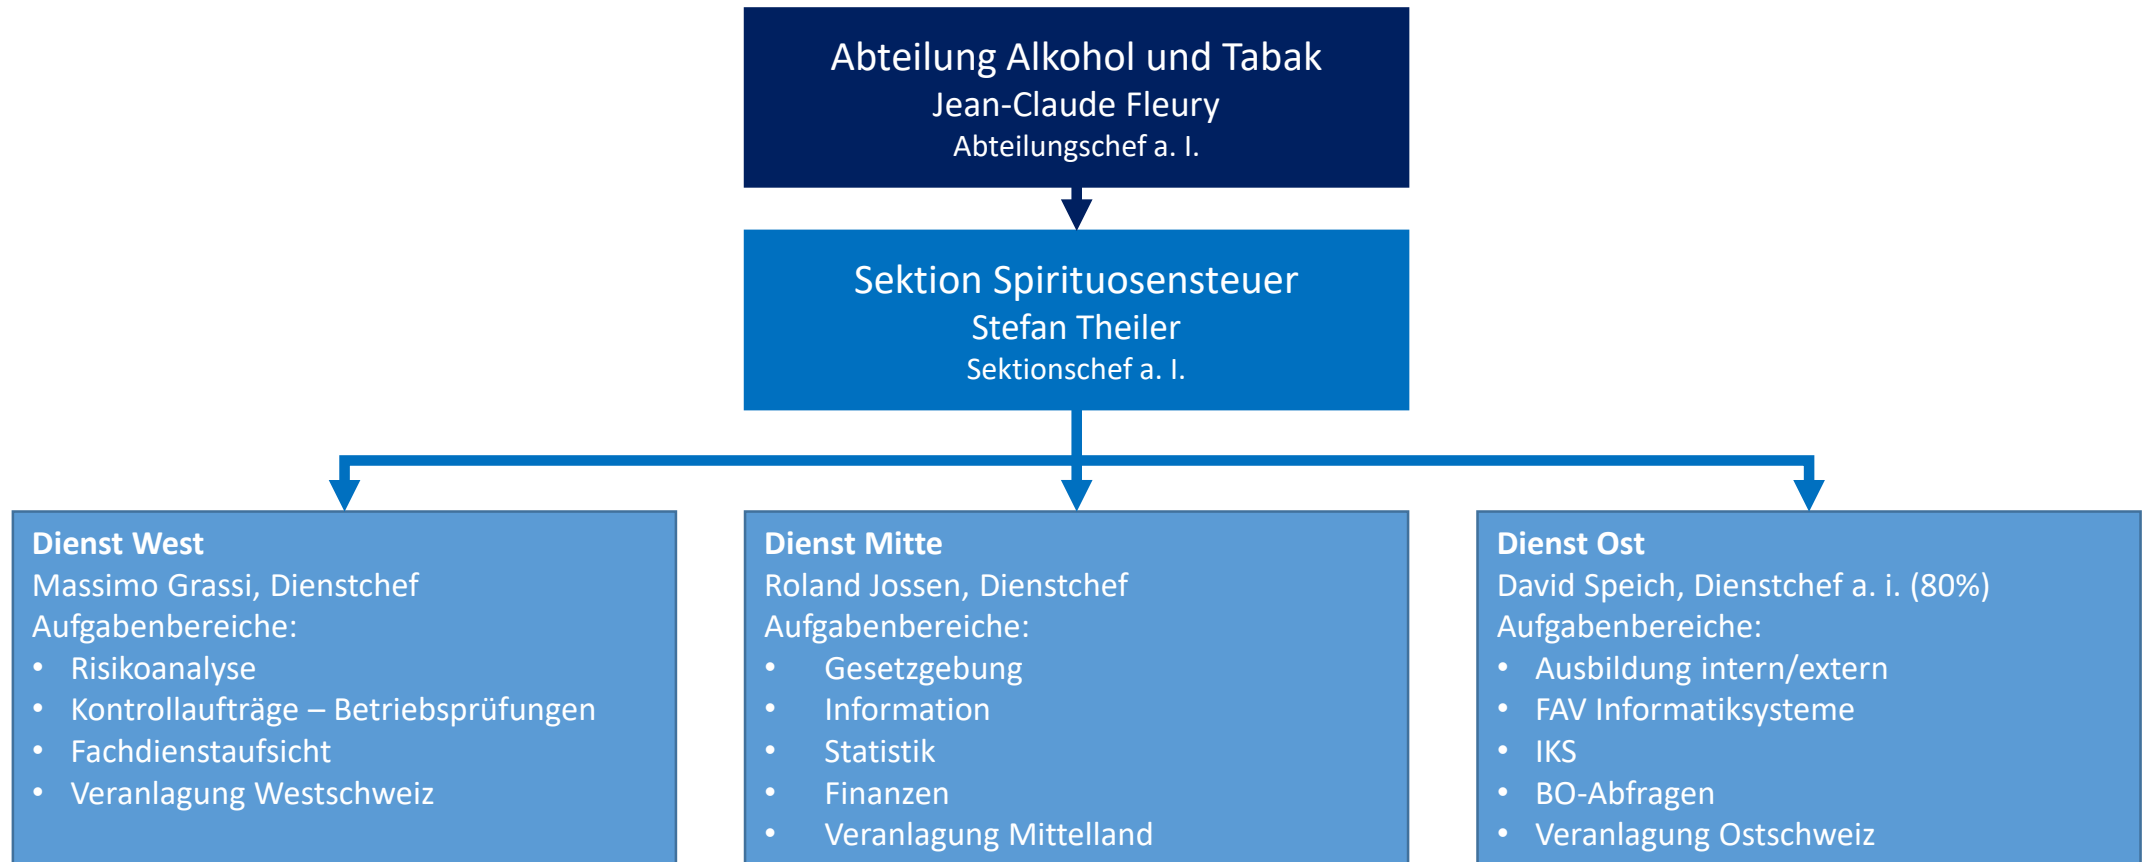 Abteilung Alkohol und Tabak
Jean-Claude Fleury
Abteilungschef a. I.
Sektion Spirituosensteuer
Stefan Theiler
Sektionschef a. I.
Dienst West
Massimo Grassi, Dienstchef
Aufgabenbereiche:
• Risikoanalyse
• Kontrollaufträge – Betriebsprüfungen
• Fachdienstaufsicht
• Veranlagung Westschweiz
Dienst Mitte
Roland Jossen, Dienstchef
Aufgabenbereiche:
• Gesetzgebung
• Information
• Statistik
• Finanzen
• Veranlagung Mittelland
Dienst Ost
David Speich, Dienstchef a. i. (80%)
Aufgabenbereiche:
• Ausbildung intern/extern
• FAV Informatiksysteme
• IKS
• BO-Abfragen
• Veranlagung Ostschweiz